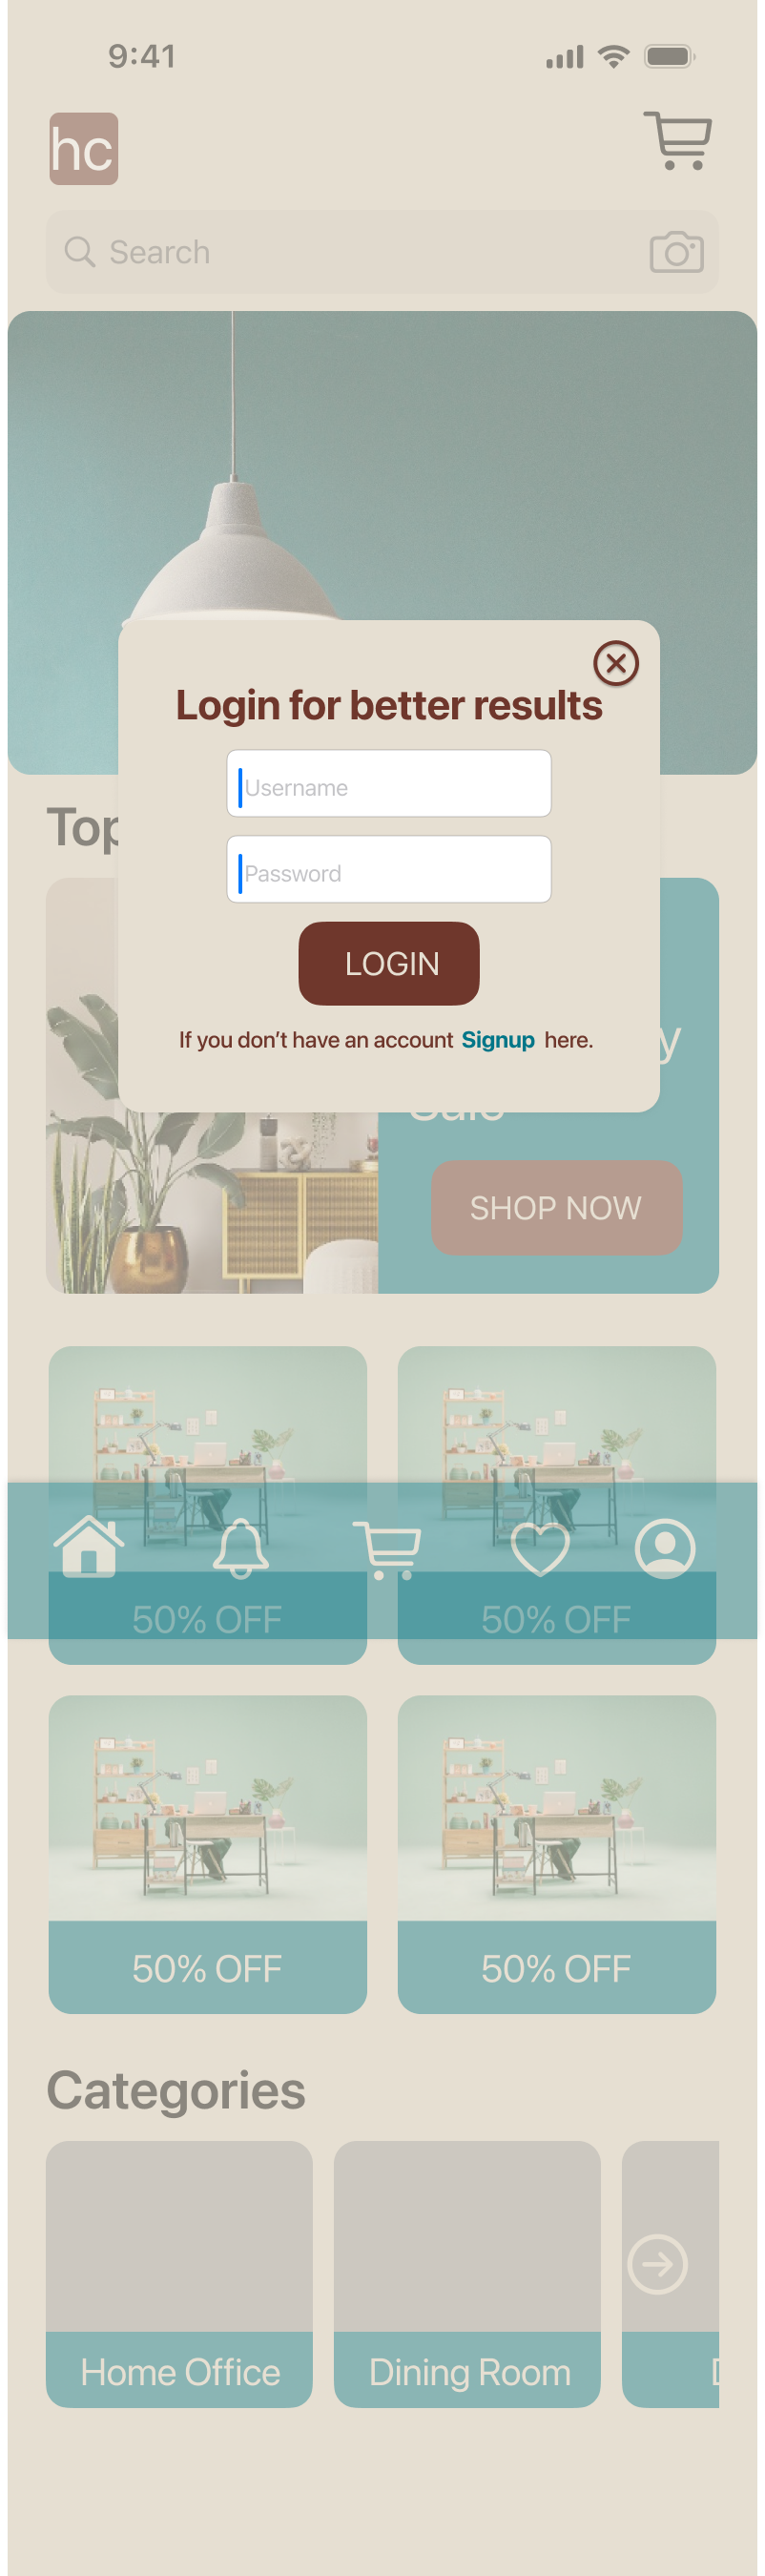 9:41
hc
Search
Login for better results
Username
Password
LOGIN
If you don't have an account Signup here.
SHOP NOW
50% OFF 50% OFF
50% OFF 50% OFF
Categories
Home Office Dining Room